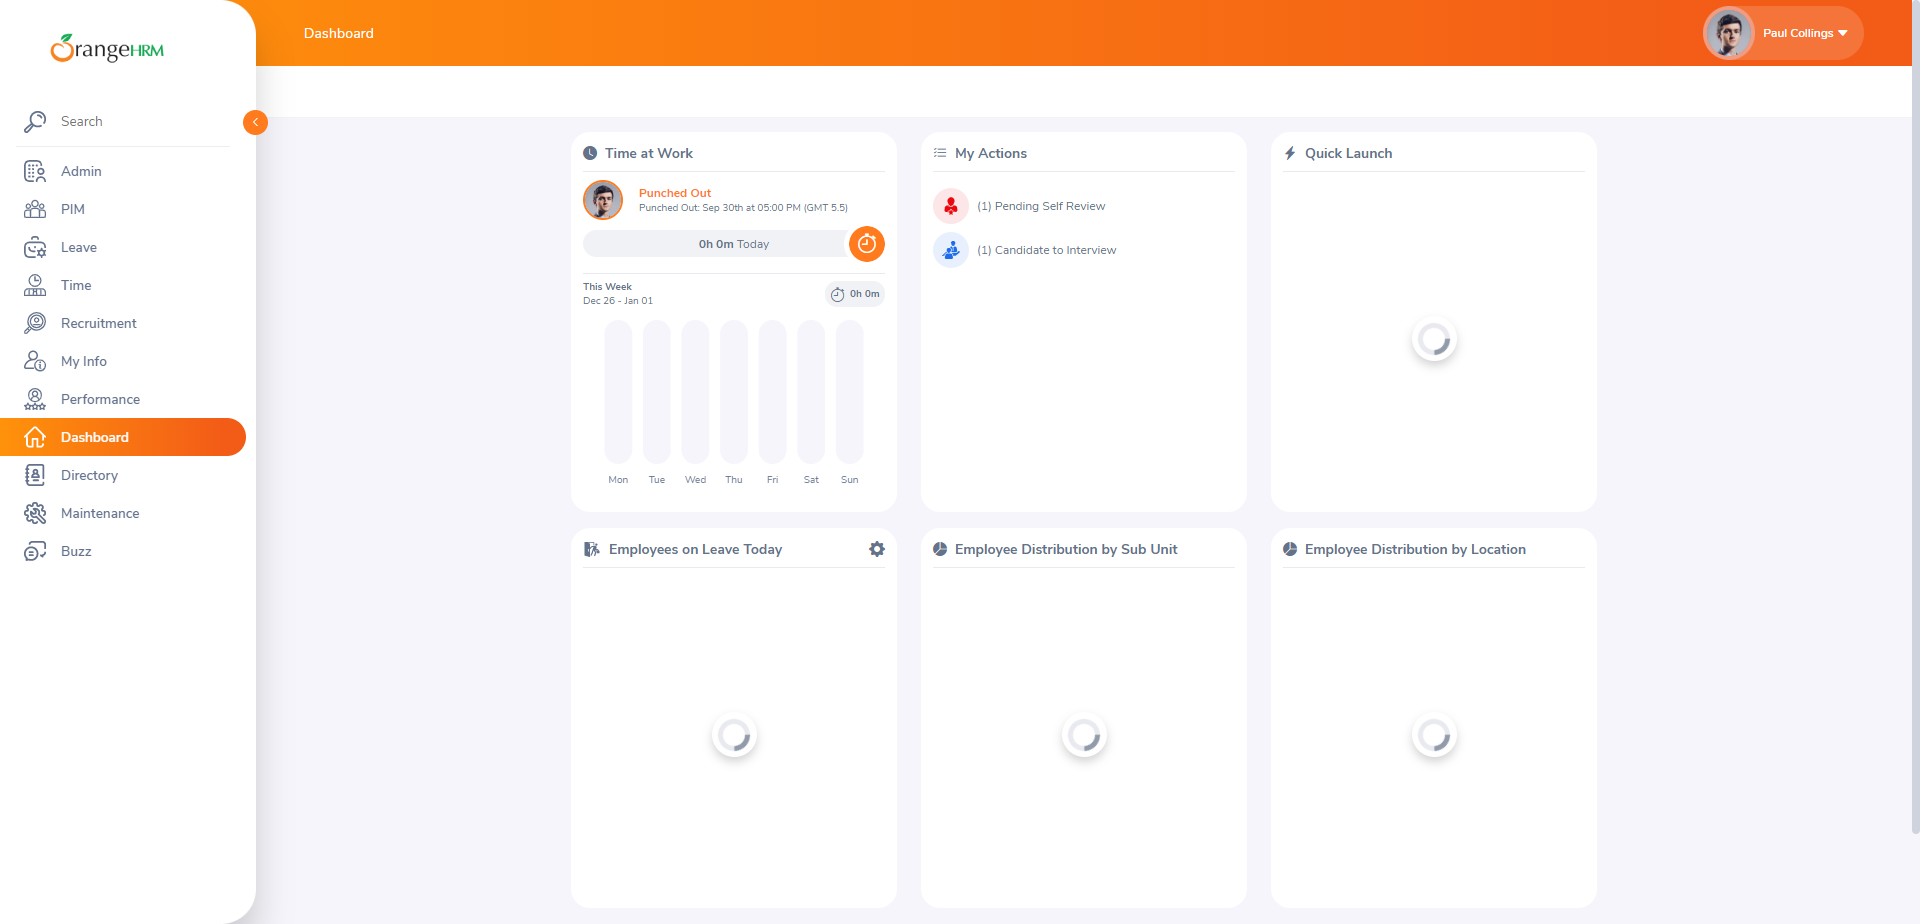 OrangeHRM
Dashboard
Paul Collings
Search
Admin
PIM
Leave
Time
Recruitment
My Info
Performance
Dashboard
Directory
Maintenance
Buzz
Time at Work
Punched Out
Punched Out: Sep 30th at 05:00 PM (GMT 5.5)
0h 0m Today
This Week
Dec 26 - Jan 01
0h 0m
Mon Tue Wed Thu Fri Sat Sun
My Actions
(1) Pending Self Review
(1) Candidate to Interview
Quick Launch
Employees on Leave Today
Employee Distribution by Sub Unit
Employee Distribution by Location